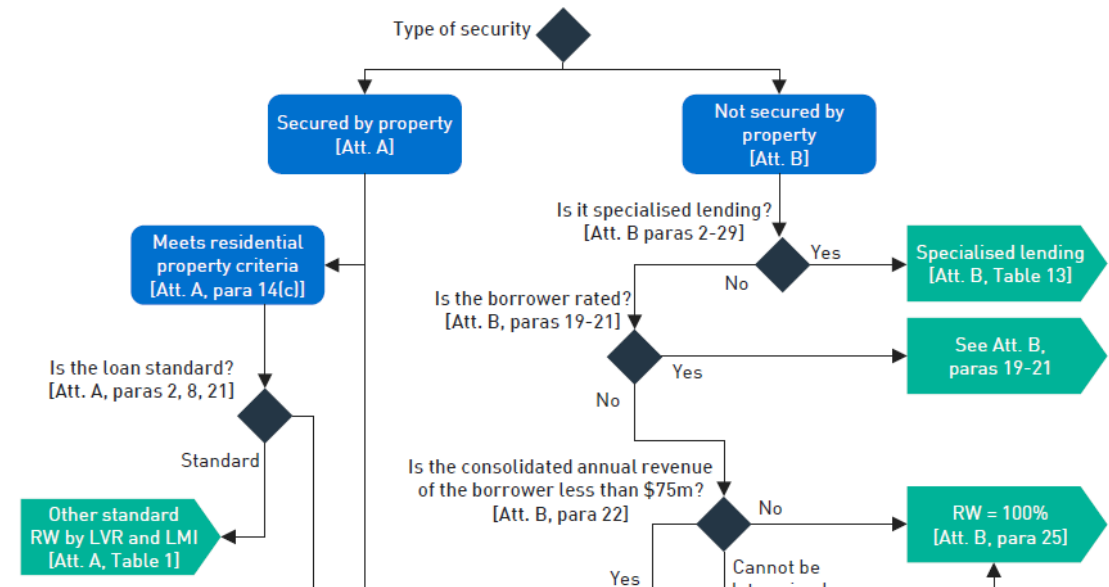 Type of security
Secured by property
[Att. A]
Not secured by
property
[Att. B]
Is it specialised lending?
[Att. B paras 2-29]
Yes
No
Specialised lending
[Att. B, Table 13]
Meets residential
property criteria
[Att. A, para 14(c)]
Is the borrower rated?
[Att. B, paras 19-21]
Yes
No
See Att. B,
paras 19-21
Is the loan standard?
[Att. A, paras 2, 8, 21]
Standard
Other standard
RW by LVR and LMI
[Att. A, Table 1]
Is the consolidated annual revenue
of the borrower less than $75m?
[Att. B, para 22]
No
RW = 100%
[Att. B, para 25]
Yes
Cannot be